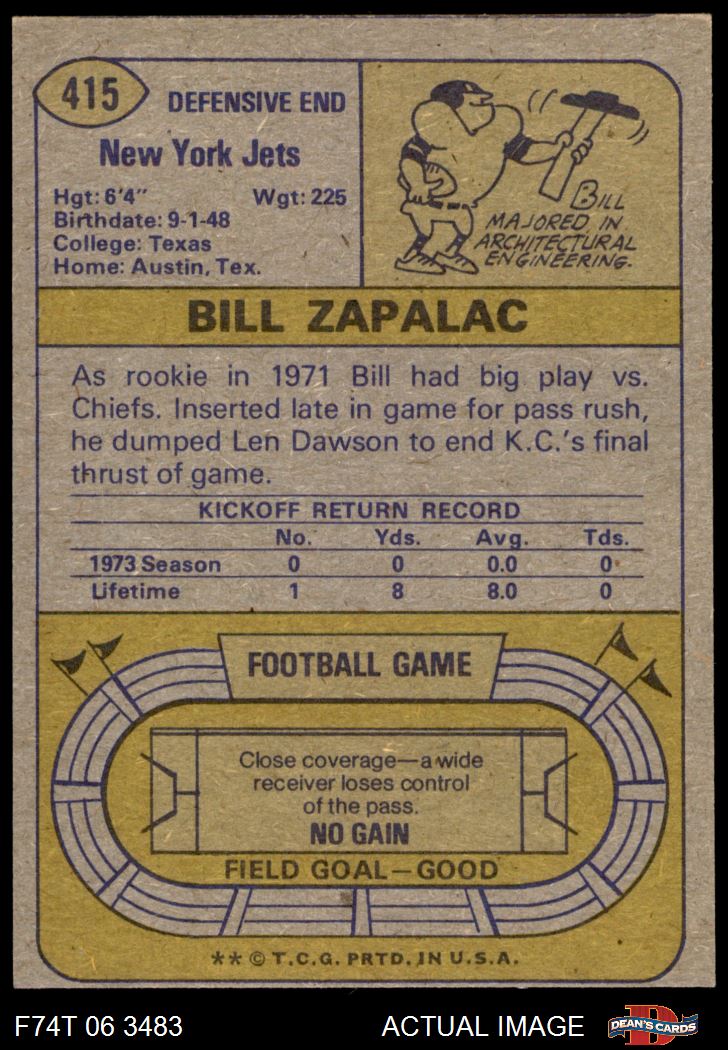 415
DEFENSIVE END
New York Jets
Hgt: 6'4" Wgt: 225
Birthdate: 9-1-48
College: Texas
Home: Austin, Tex.
BILL
MAJORED IN
ARCHITECTURAL
ENGINEERING.
BILL ZAPALAC
As rookie in 1971 Bill had big play vs.
Chiefs. Inserted late in game for pass rush,
he dumped Len Dawson to end K.C.'s final
thrust of game.
KICKOFF RETURN RECORD
No. Yds. Avg. Tds.
1973 Season 0 0 0.0 0
Lifetime 1 8 8.0 0
FOOTBALL GAME
Close coverage—a wide
receiver loses control
of the pass.
NO GAIN
FIELD GOAL—GOOD
** © T.C.G. PRTD. IN U.S.A.
F74T 06 3483 ACTUAL IMAGE
D
DEAN'S CARDS